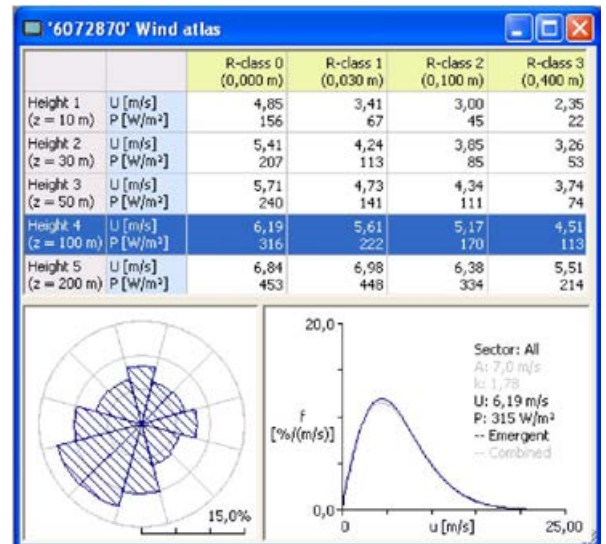 '6072870' Wind atlas
R-class 0 R-class 1 R-class 2 R-class 3
(0,000 m) (0,030 m) (0,100 m) (0,400 m)
Height 1 U [m/s] 4,85 3,41 3,00 2,35
(z = 10 m) P [W/m²] 156 67 45 22
Height 2 U [m/s] 5,41 4,24 3,85 3,26
(z = 30 m) P [W/m²] 207 113 85 53
Height 3 U [m/s] 5,71 4,73 4,34 3,74
(z = 50 m) P [W/m²] 240 141 111 74
Height 4 U [m/s] 6,19 5,61 5,17 4,51
(z = 100 m) P [W/m²] 316 222 170 113
Height 5 U [m/s] 6,84 6,98 6,38 5,51
(z = 200 m) P [W/m²] 453 448 334 214
15,0%
20,0
Sector: All
A: 7,0 m/s
k: 1,78
U: 6,19 m/s
P: 315 W/m²
-- Emergent
-- Combined
f
[%/(m/s)]
0,0
0 u [m/s] 25,00